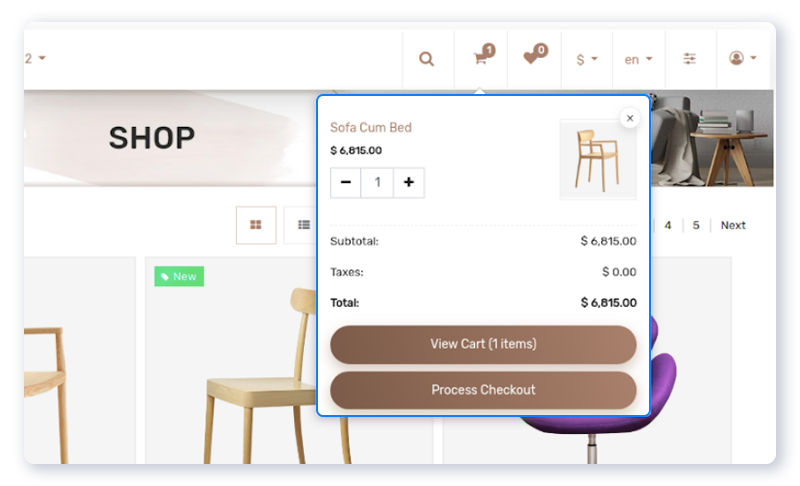 2
1
0
$
en
SHOP
Sofa Cum Bed
$ 6,815.00
− 1 +
4 | 5 | Next
Subtotal: $ 6,815.00
Taxes: $ 0.00
Total: $ 6,815.00
New
View Cart (1 items)
Process Checkout